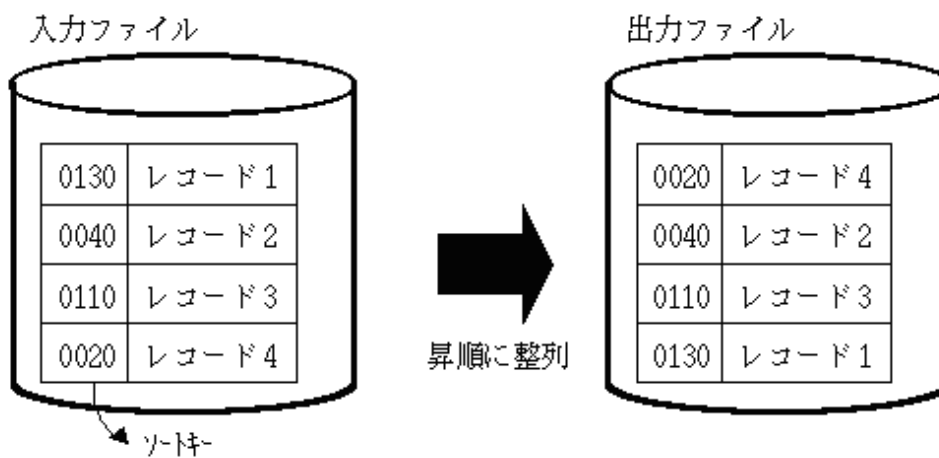 入力ファイル
0130 レコード1
0040 レコード2
0110 レコード3
0020 レコード4
ソートキー
昇順に整列
出力ファイル
0020 レコード4
0040 レコード2
0110 レコード3
0130 レコード1